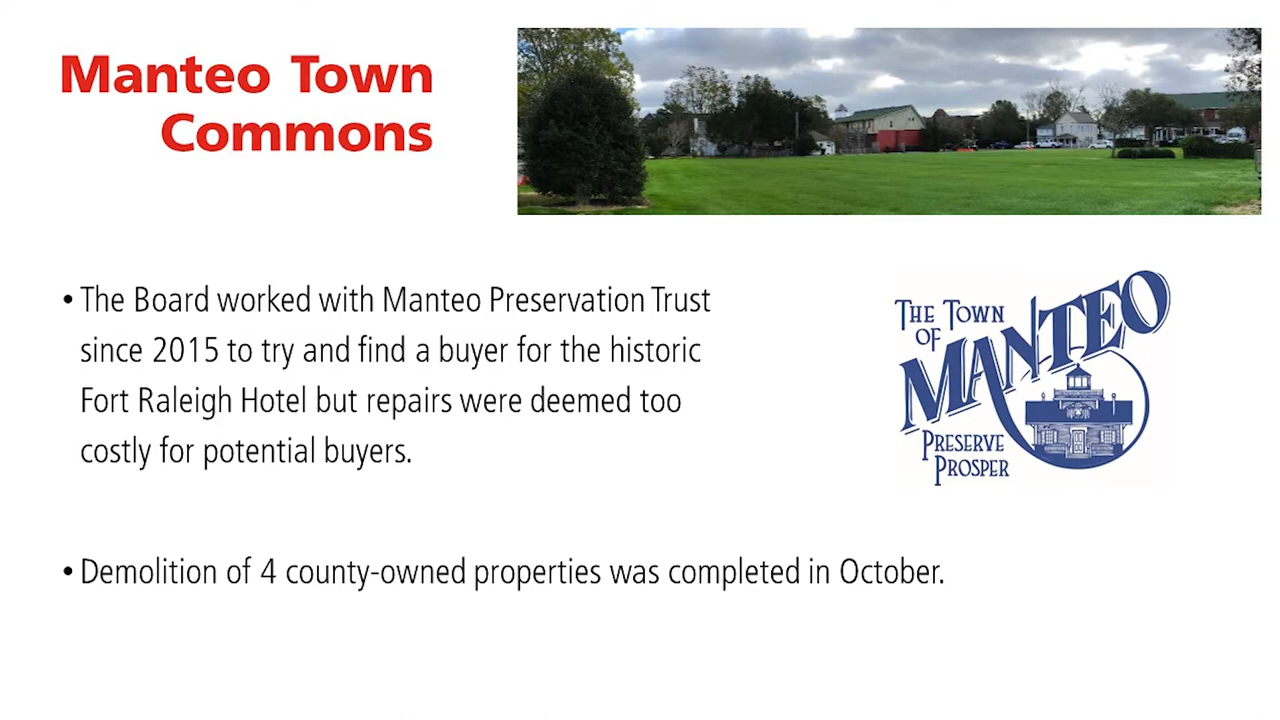 Manteo Town
Commons
• The Board worked with Manteo Preservation Trust
since 2015 to try and find a buyer for the historic
Fort Raleigh Hotel but repairs were deemed too
costly for potential buyers.
THE TOWN
OF
MANTEO
PRESERVE
PROSPER
• Demolition of 4 county-owned properties was completed in October.